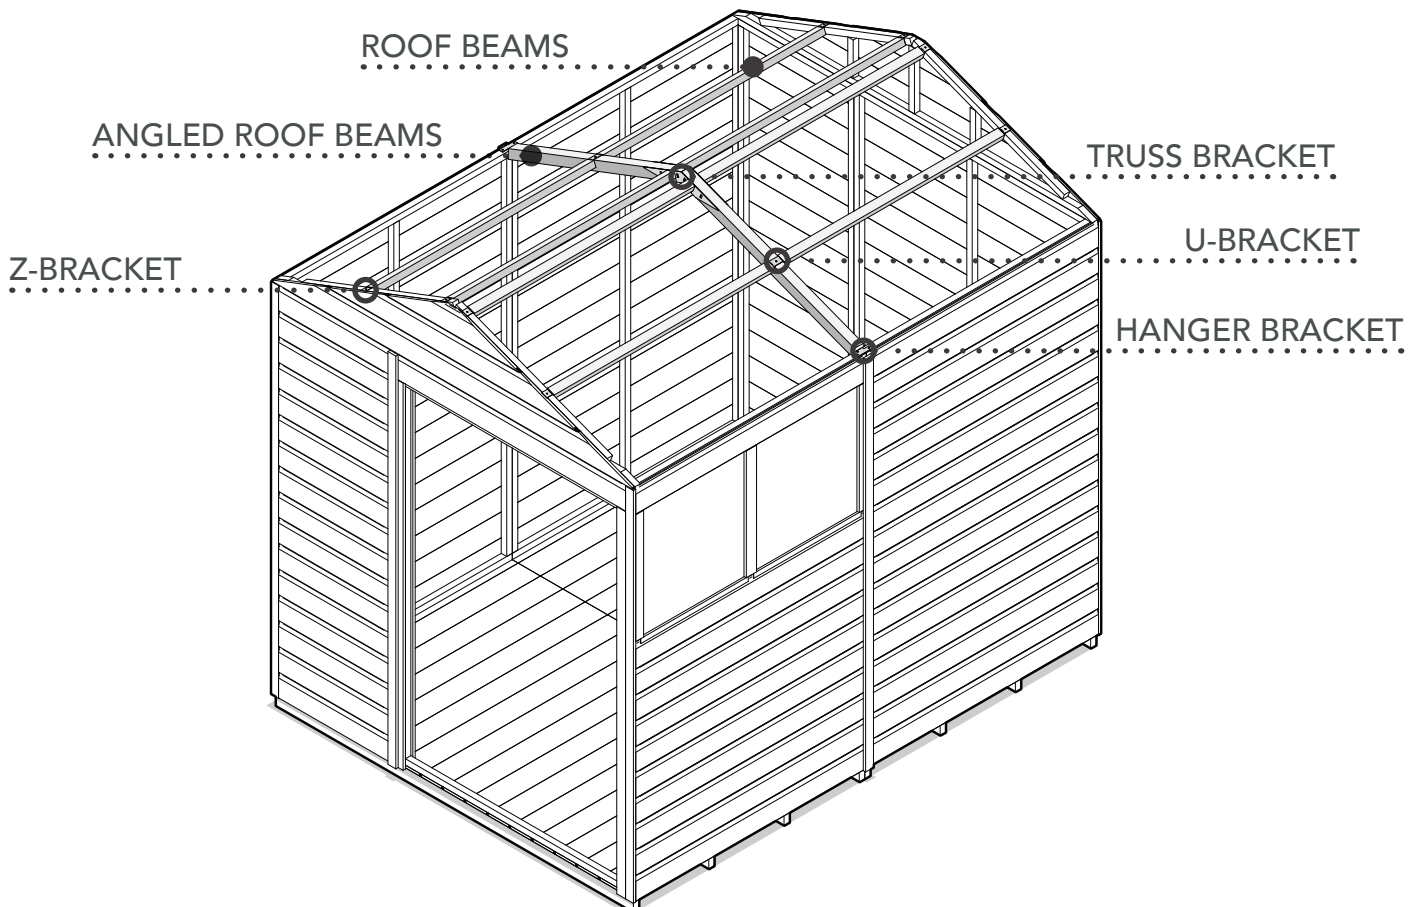 ROOF BEAMS
ANGLED ROOF BEAMS
TRUSS BRACKET
U-BRACKET
Z-BRACKET
HANGER BRACKET